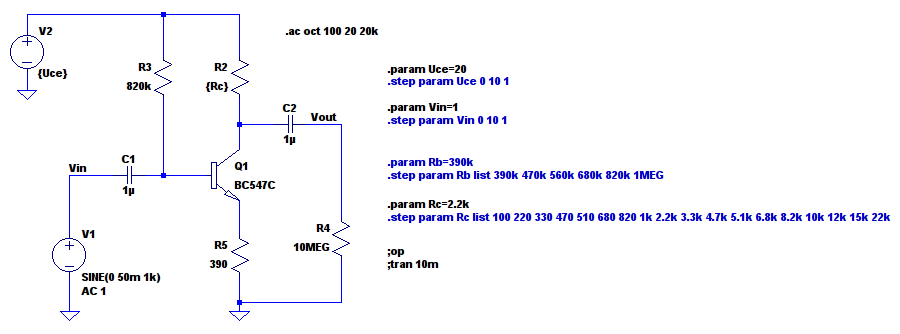 V2
{Uce}
R3
820k
R2
{Rc}
.ac oct 100 20 20k
.param Uce=20
.step param Uce 0 10 1
.param Vin=1
.step param Vin 0 10 1
C2
1µ
Vout
Vin
C1
1µ
Q1
BC547C
.param Rb=390k
.step param Rb list 390k 470k 560k 680k 820k 1MEG
.param Rc=2.2k
.step param Rc list 100 220 330 470 510 680 820 1k 2.2k 3.3k 4.7k 5.1k 6.8k 8.2k 10k 12k 15k 22k
V1
SINE(0 50m 1k)
AC 1
R5
390
R4
10MEG
;op
;tran 10m